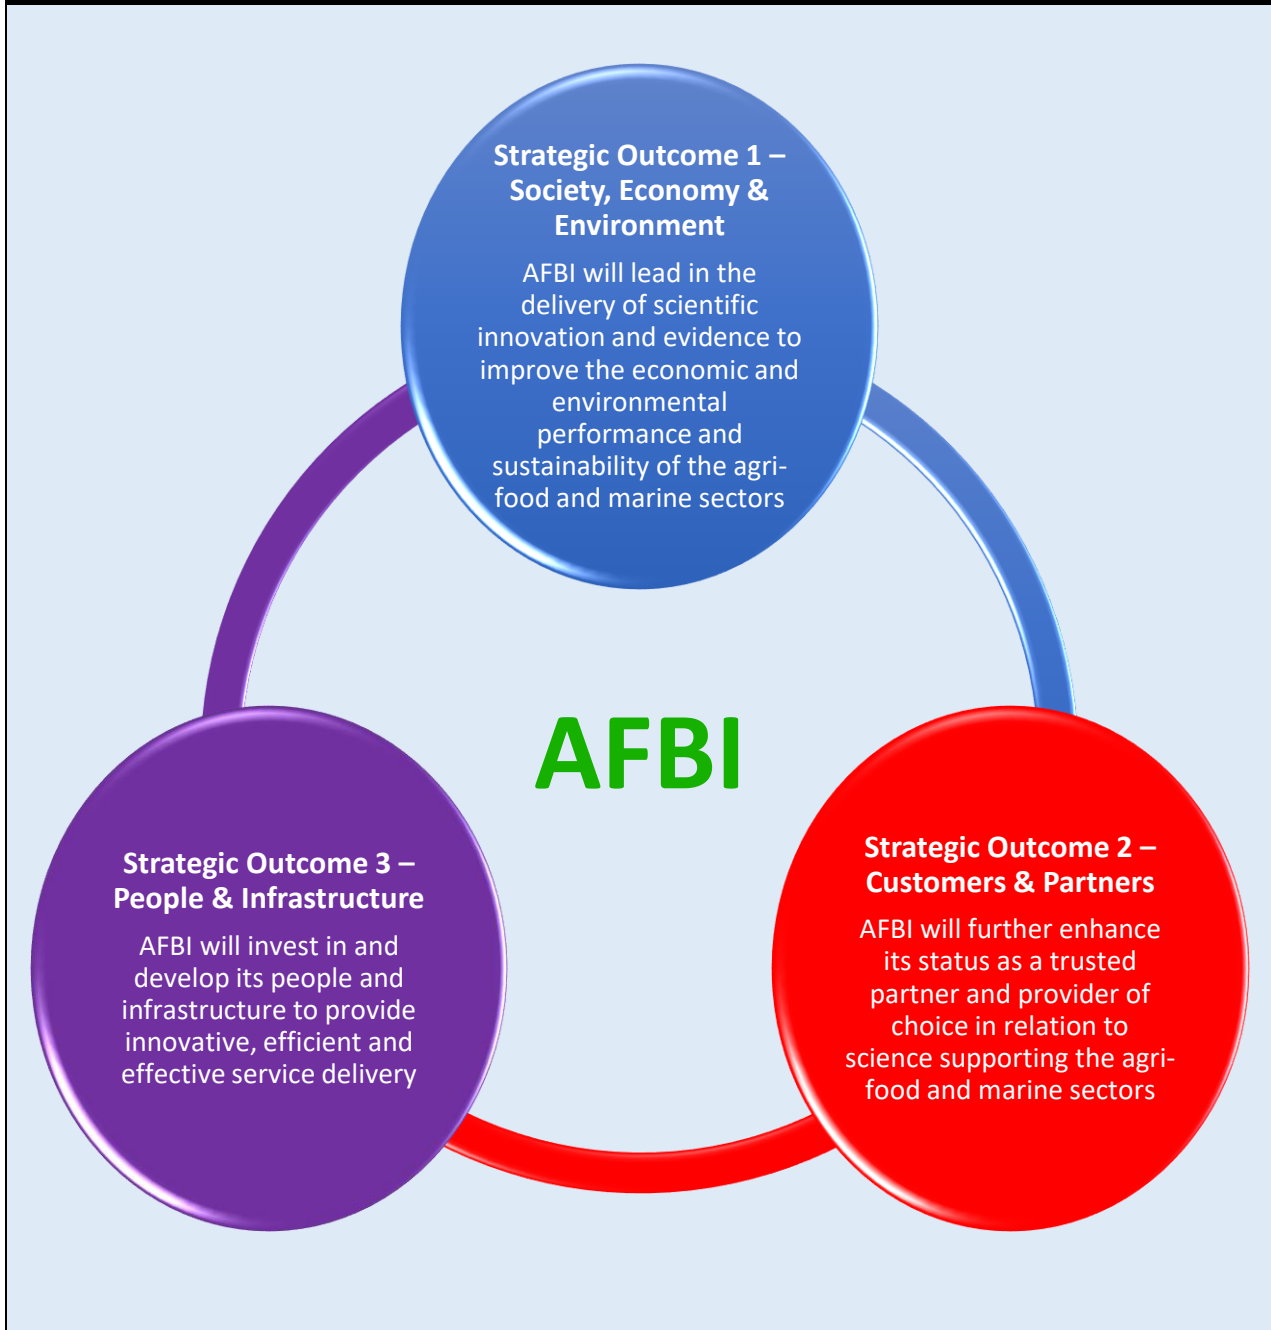 Strategic Outcome 1 –
Society, Economy &
Environment
AFBI will lead in the
delivery of scientific
innovation and evidence to
improve the economic and
environmental
performance and
sustainability of the agri-
food and marine sectors
AFBI
Strategic Outcome 2 –
Customers & Partners
AFBI will further enhance
its status as a trusted
partner and provider of
choice in relation to
science supporting the agri-
food and marine sectors
Strategic Outcome 3 –
People & Infrastructure
AFBI will invest in and
develop its people and
infrastructure to provide
innovative, efficient and
effective service delivery